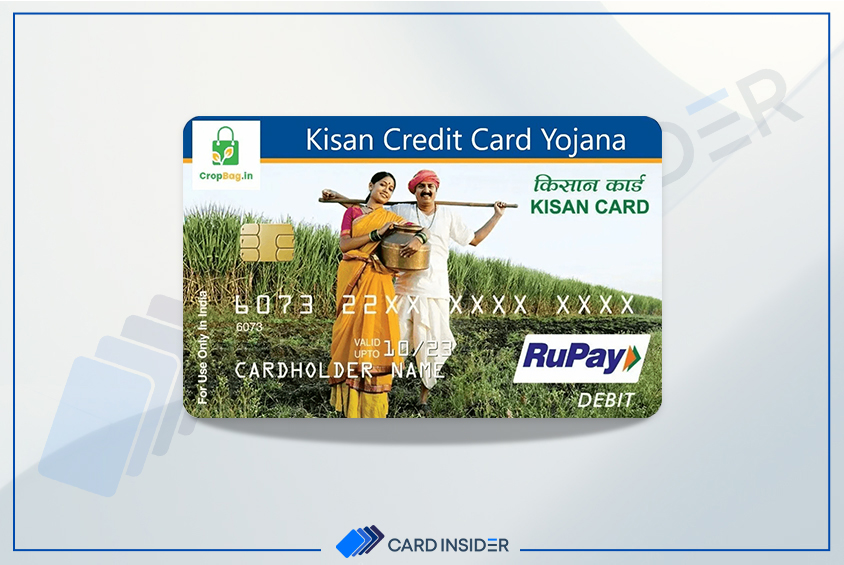 Kisan Credit Card Yojana
CropBag.in
किसान कार्ड
KISAN CARD
For Use Only In India
6073 22XX XXXX XXXX
6073
VALID
UPTO 10/23
CARDHOLDER NAME
RuPay
DEBIT
SIDER
CARD INSIDER